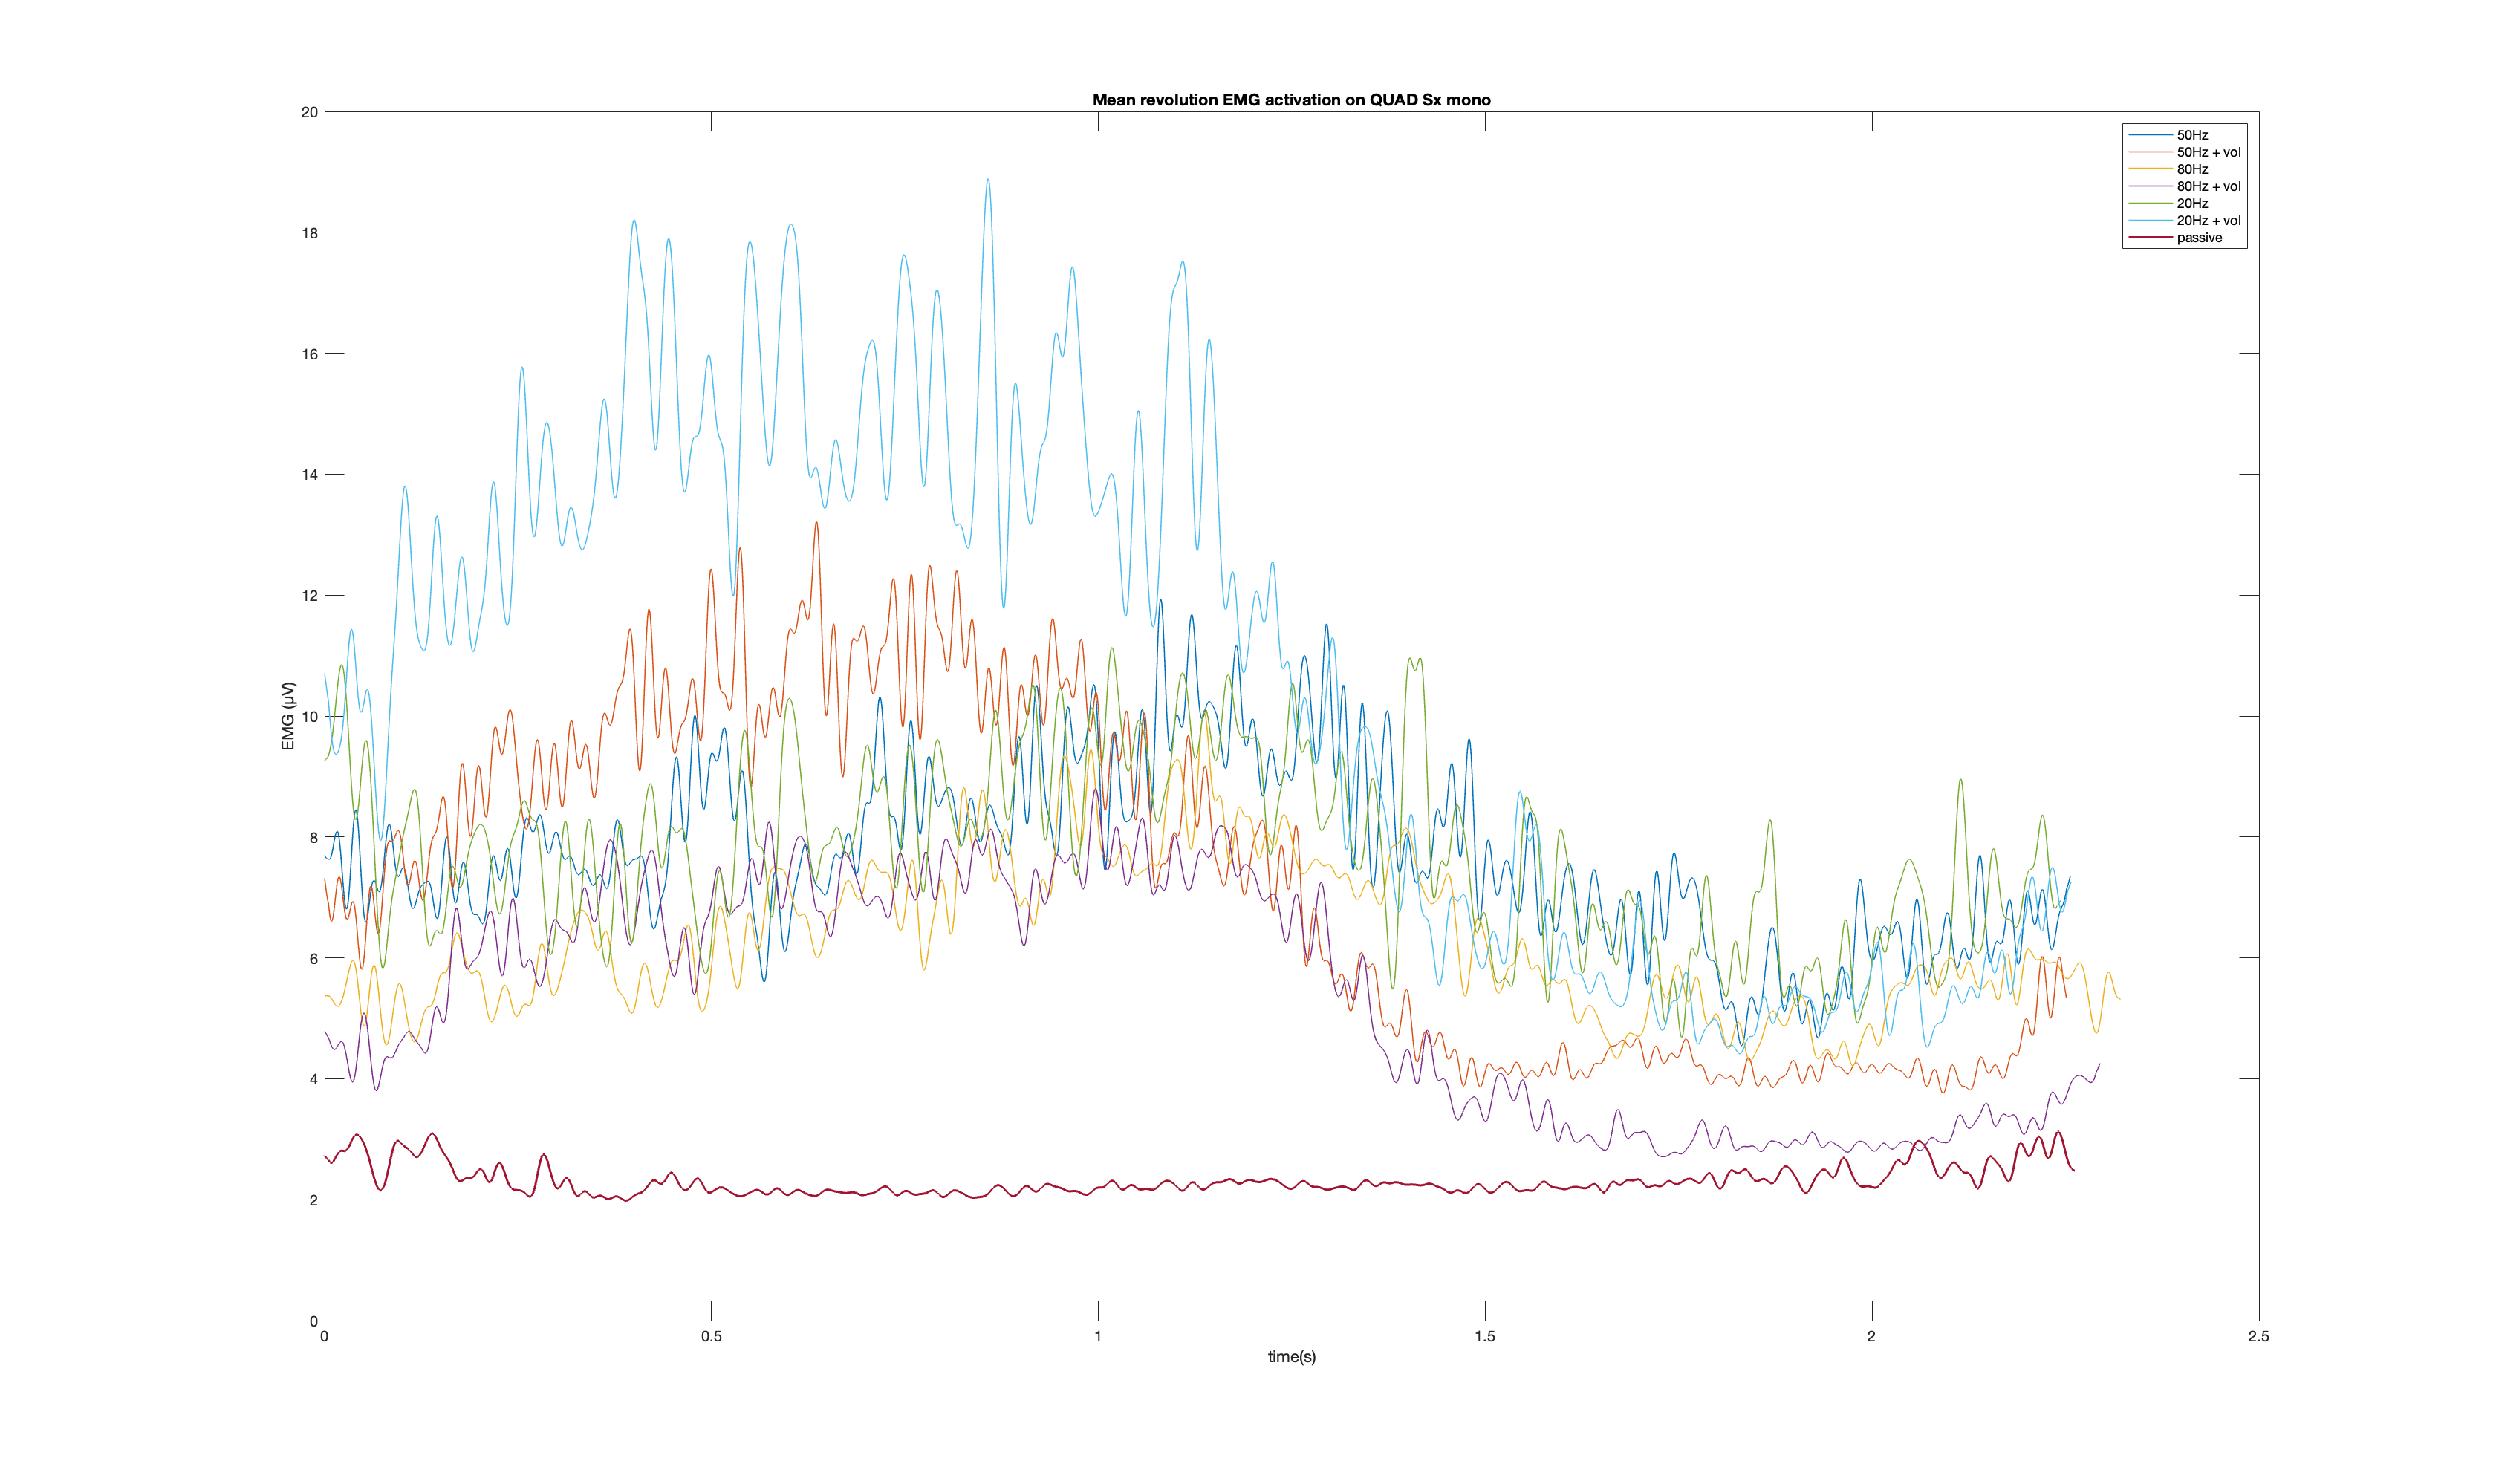 Mean revolution EMG activation on QUAD Sx mono
20
18
16
14
12
10
8
6
4
2
0
EMG (µV)
50Hz
50Hz + vol
80Hz
80Hz + vol
20Hz
20Hz + vol
passive
0
0.5
1
1.5
2
2.5
time(s)